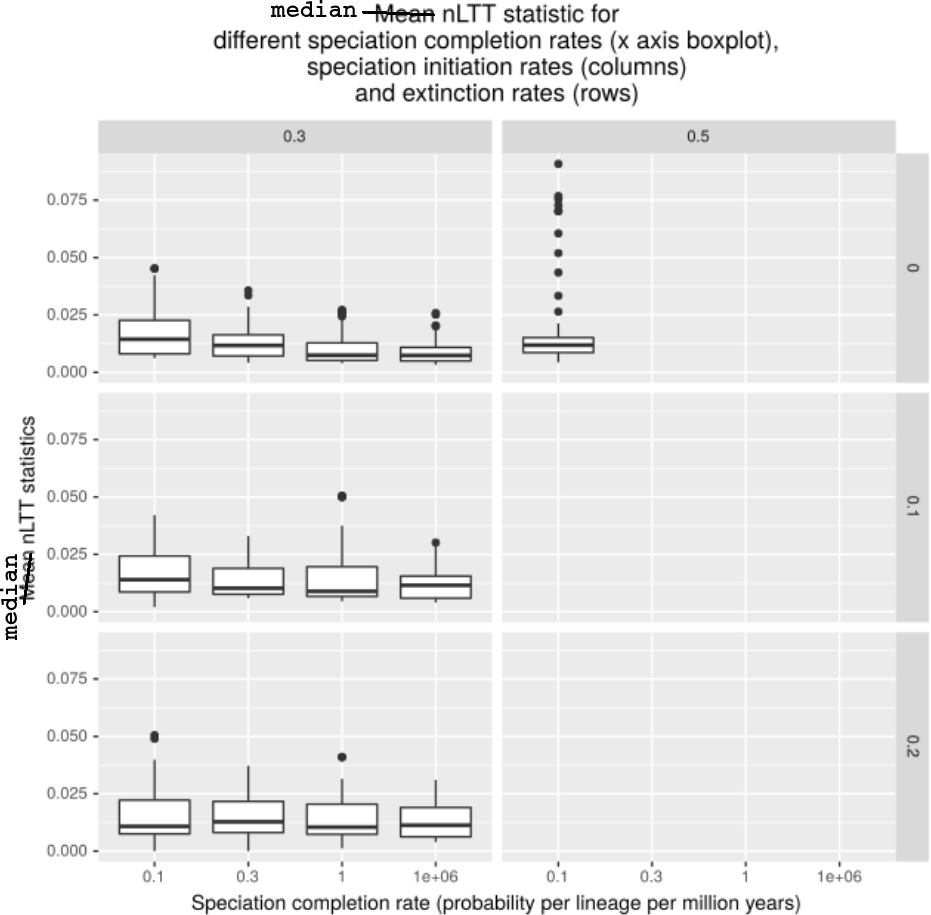 median Mean nLTT statistic for
different speciation completion rates (x axis boxplot),
speciation initiation rates (columns)
and extinction rates (rows)
0.3
0.5
0.075
0.050
0.025
0.000
0
0.075
0.050
0.025
0.000
0.1
0.075
0.050
0.025
0.000
0.2
median Mean nLTT statistics
0.1 0.3 1 1e+06
0.1 0.3 1 1e+06
Speciation completion rate (probability per lineage per million years)